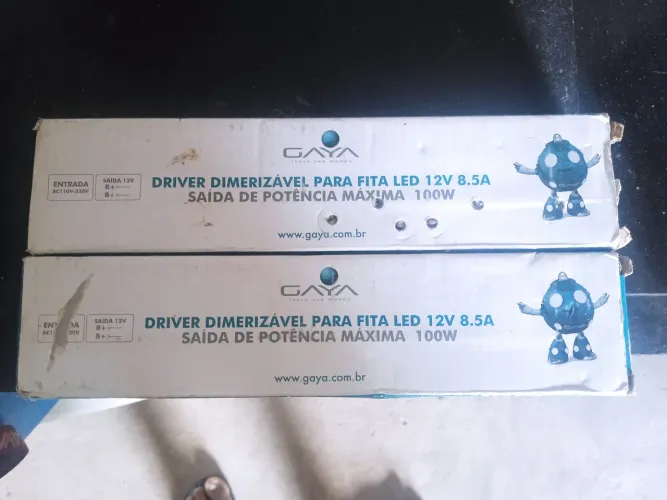 GAYA
ENTRADA
AC110V-220V
SAÍDA 12V
DRIVER DIMERIZÁVEL PARA FITA LED 12V 8.5A
SAÍDA DE POTÊNCIA MÁXIMA 100W
www.gaya.com.br
GAYA
SAÍDA 12V
DRIVER DIMERIZÁVEL PARA FITA LED 12V 8.5A
SAÍDA DE POTÊNCIA MÁXIMA 100W
www.gaya.com.br